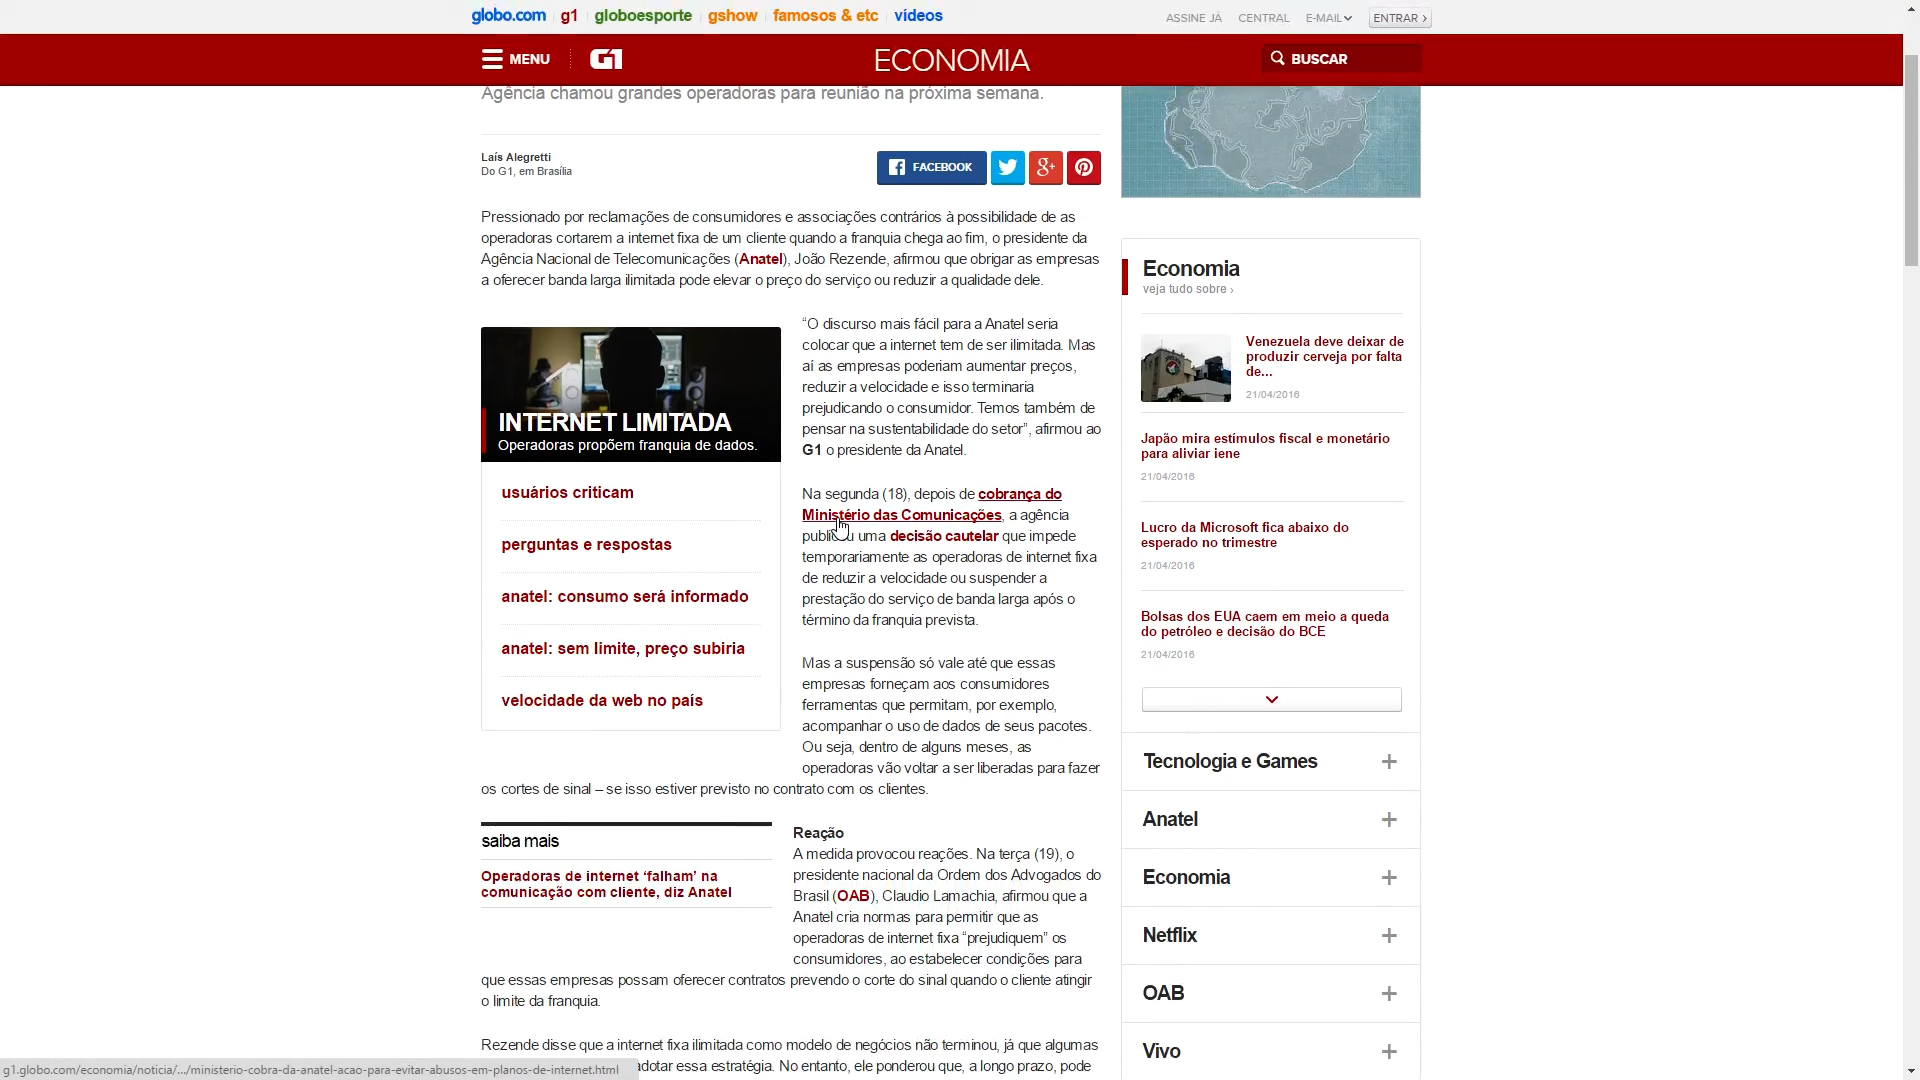 globo.com g1 globoesporte gshow famosos & etc vídeos
ASSINE JÁ CENTRAL E-MAIL ENTRAR ›
MENU G1 ECONOMIA BUSCAR
Agência chamou grandes operadoras para reunião na próxima semana.
Laís Alegretti
Do G1, em Brasília
FACEBOOK
g+
Pressionado por reclamações de consumidores e associações contrários à possibilidade de as
operadoras cortarem a internet fixa de um cliente quando a franquia chega ao fim, o presidente da
Agência Nacional de Telecomunicações (Anatel), João Rezende, afirmou que obrigar as empresas
a oferecer banda larga ilimitada pode elevar o preço do serviço ou reduzir a qualidade dele.
INTERNET LIMITADA
Operadoras propõem franquia de dados.
usuários criticam
perguntas e respostas
anatel: consumo será informado
anatel: sem limite, preço subiria
velocidade da web no país
“O discurso mais fácil para a Anatel seria
colocar que a internet tem de ser ilimitada. Mas
aí as empresas poderiam aumentar preços,
reduzir a velocidade e isso terminaria
prejudicando o consumidor. Temos também de
pensar na sustentabilidade do setor”, afirmou ao
G1 o presidente da Anatel.
Na segunda (18), depois de cobrança do
Ministério das Comunicações, a agência
publicou uma decisão cautelar que impede
temporariamente as operadoras de internet fixa
de reduzir a velocidade ou suspender a
prestação do serviço de banda larga após o
término da franquia prevista.
Mas a suspensão só vale até que essas
empresas forneçam aos consumidores
ferramentas que permitam, por exemplo,
acompanhar o uso de dados de seus pacotes.
Ou seja, dentro de alguns meses, as
operadoras vão voltar a ser liberadas para fazer
os cortes de sinal – se isso estiver previsto no contrato com os clientes.
saiba mais
Operadoras de internet ‘falham’ na
comunicação com cliente, diz Anatel
Reação
A medida provocou reações. Na terça (19), o
presidente nacional da Ordem dos Advogados do
Brasil (OAB), Claudio Lamachia, afirmou que a
Anatel cria normas para permitir que as
operadoras de internet fixa “prejudiquem” os
consumidores, ao estabelecer condições para
que essas empresas possam oferecer contratos prevendo o corte do sinal quando o cliente atingir
o limite da franquia.
Rezende disse que a internet fixa ilimitada como modelo de negócios não terminou, já que algumas
adotar essa estratégia. No entanto, ele ponderou que, a longo prazo, pode
Economia
veja tudo sobre ›
Venezuela deve deixar de
produzir cerveja por falta
de...
21/04/2016
Japão mira estímulos fiscal e monetário
para aliviar iene
21/04/2016
Lucro da Microsoft fica abaixo do
esperado no trimestre
21/04/2016
Bolsas dos EUA caem em meio a queda
do petróleo e decisão do BCE
21/04/2016
Tecnologia e Games +
Anatel +
Economia +
Netflix +
OAB +
Vivo +
g1.globo.com/economia/noticia/.../ministerio-cobra-da-anatel-acao-para-evitar-abusos-em-planos-de-internet.html